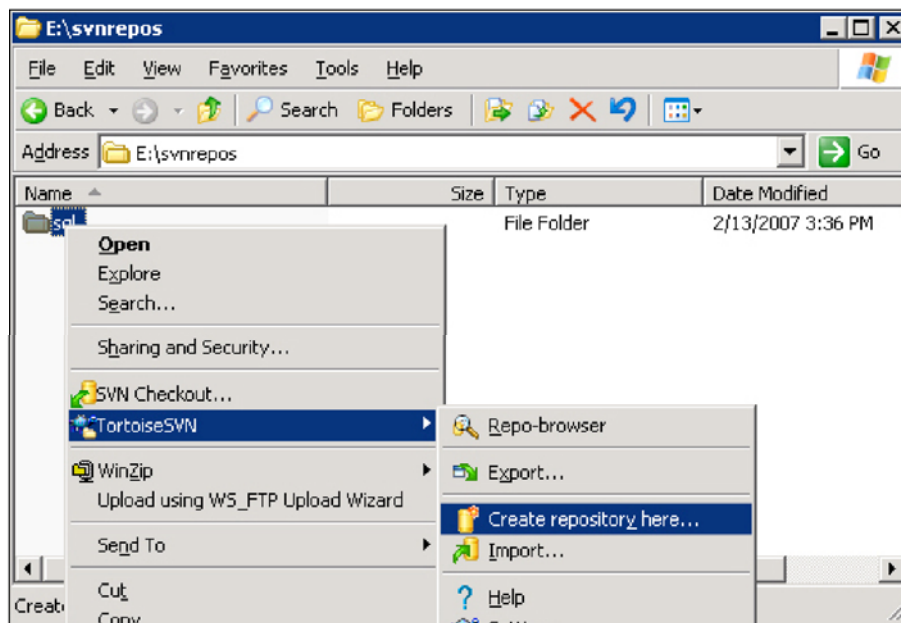 E:\svnrepos
File Edit View Favorites Tools Help
Back Search Folders
Address E:\svnrepos Go
Name Size Type Date Modified
sql File Folder 2/13/2007 3:36 PM
Open
Explore
Search...
Sharing and Security...
SVN Checkout...
TortoiseSVN
Repo-browser
WinZip
Export...
Upload using WS_FTP Upload Wizard
Create repository here...
Send To
Import...
Cut
Help
Copy